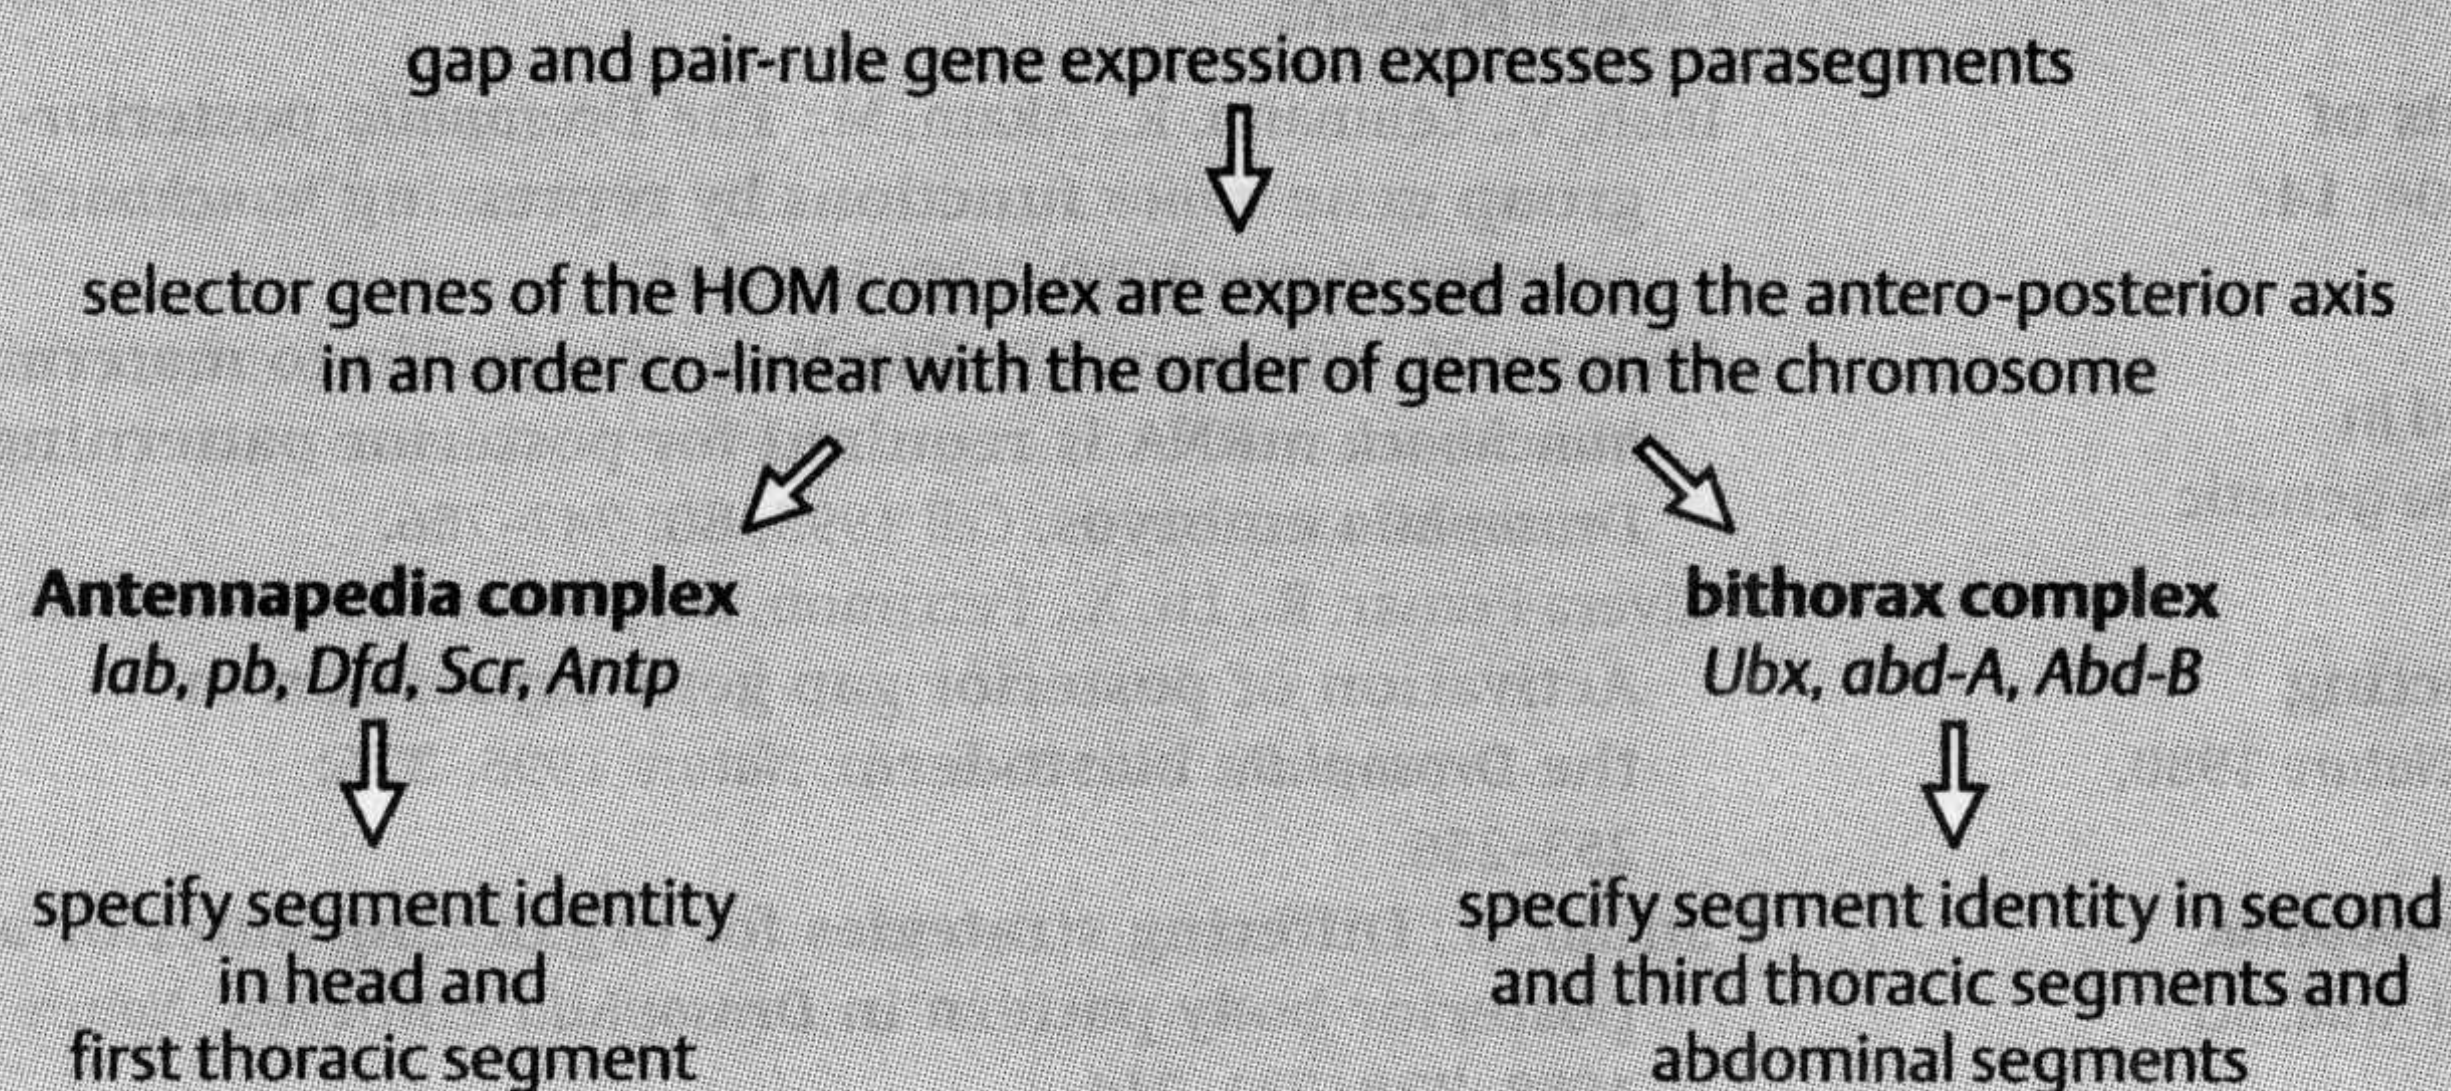 gap and pair-rule gene expression expresses parasegments
selector genes of the HOM complex are expressed along the antero-posterior axis
in an order co-linear with the order of genes on the chromosome
Antennapedia complex
lab, pb, Dfd, Scr, Antp
specify segment identity
in head and
first thoracic segment
bithorax complex
Ubx, abd-A, Abd-B
specify segment identity in second
and third thoracic segments and
abdominal segments